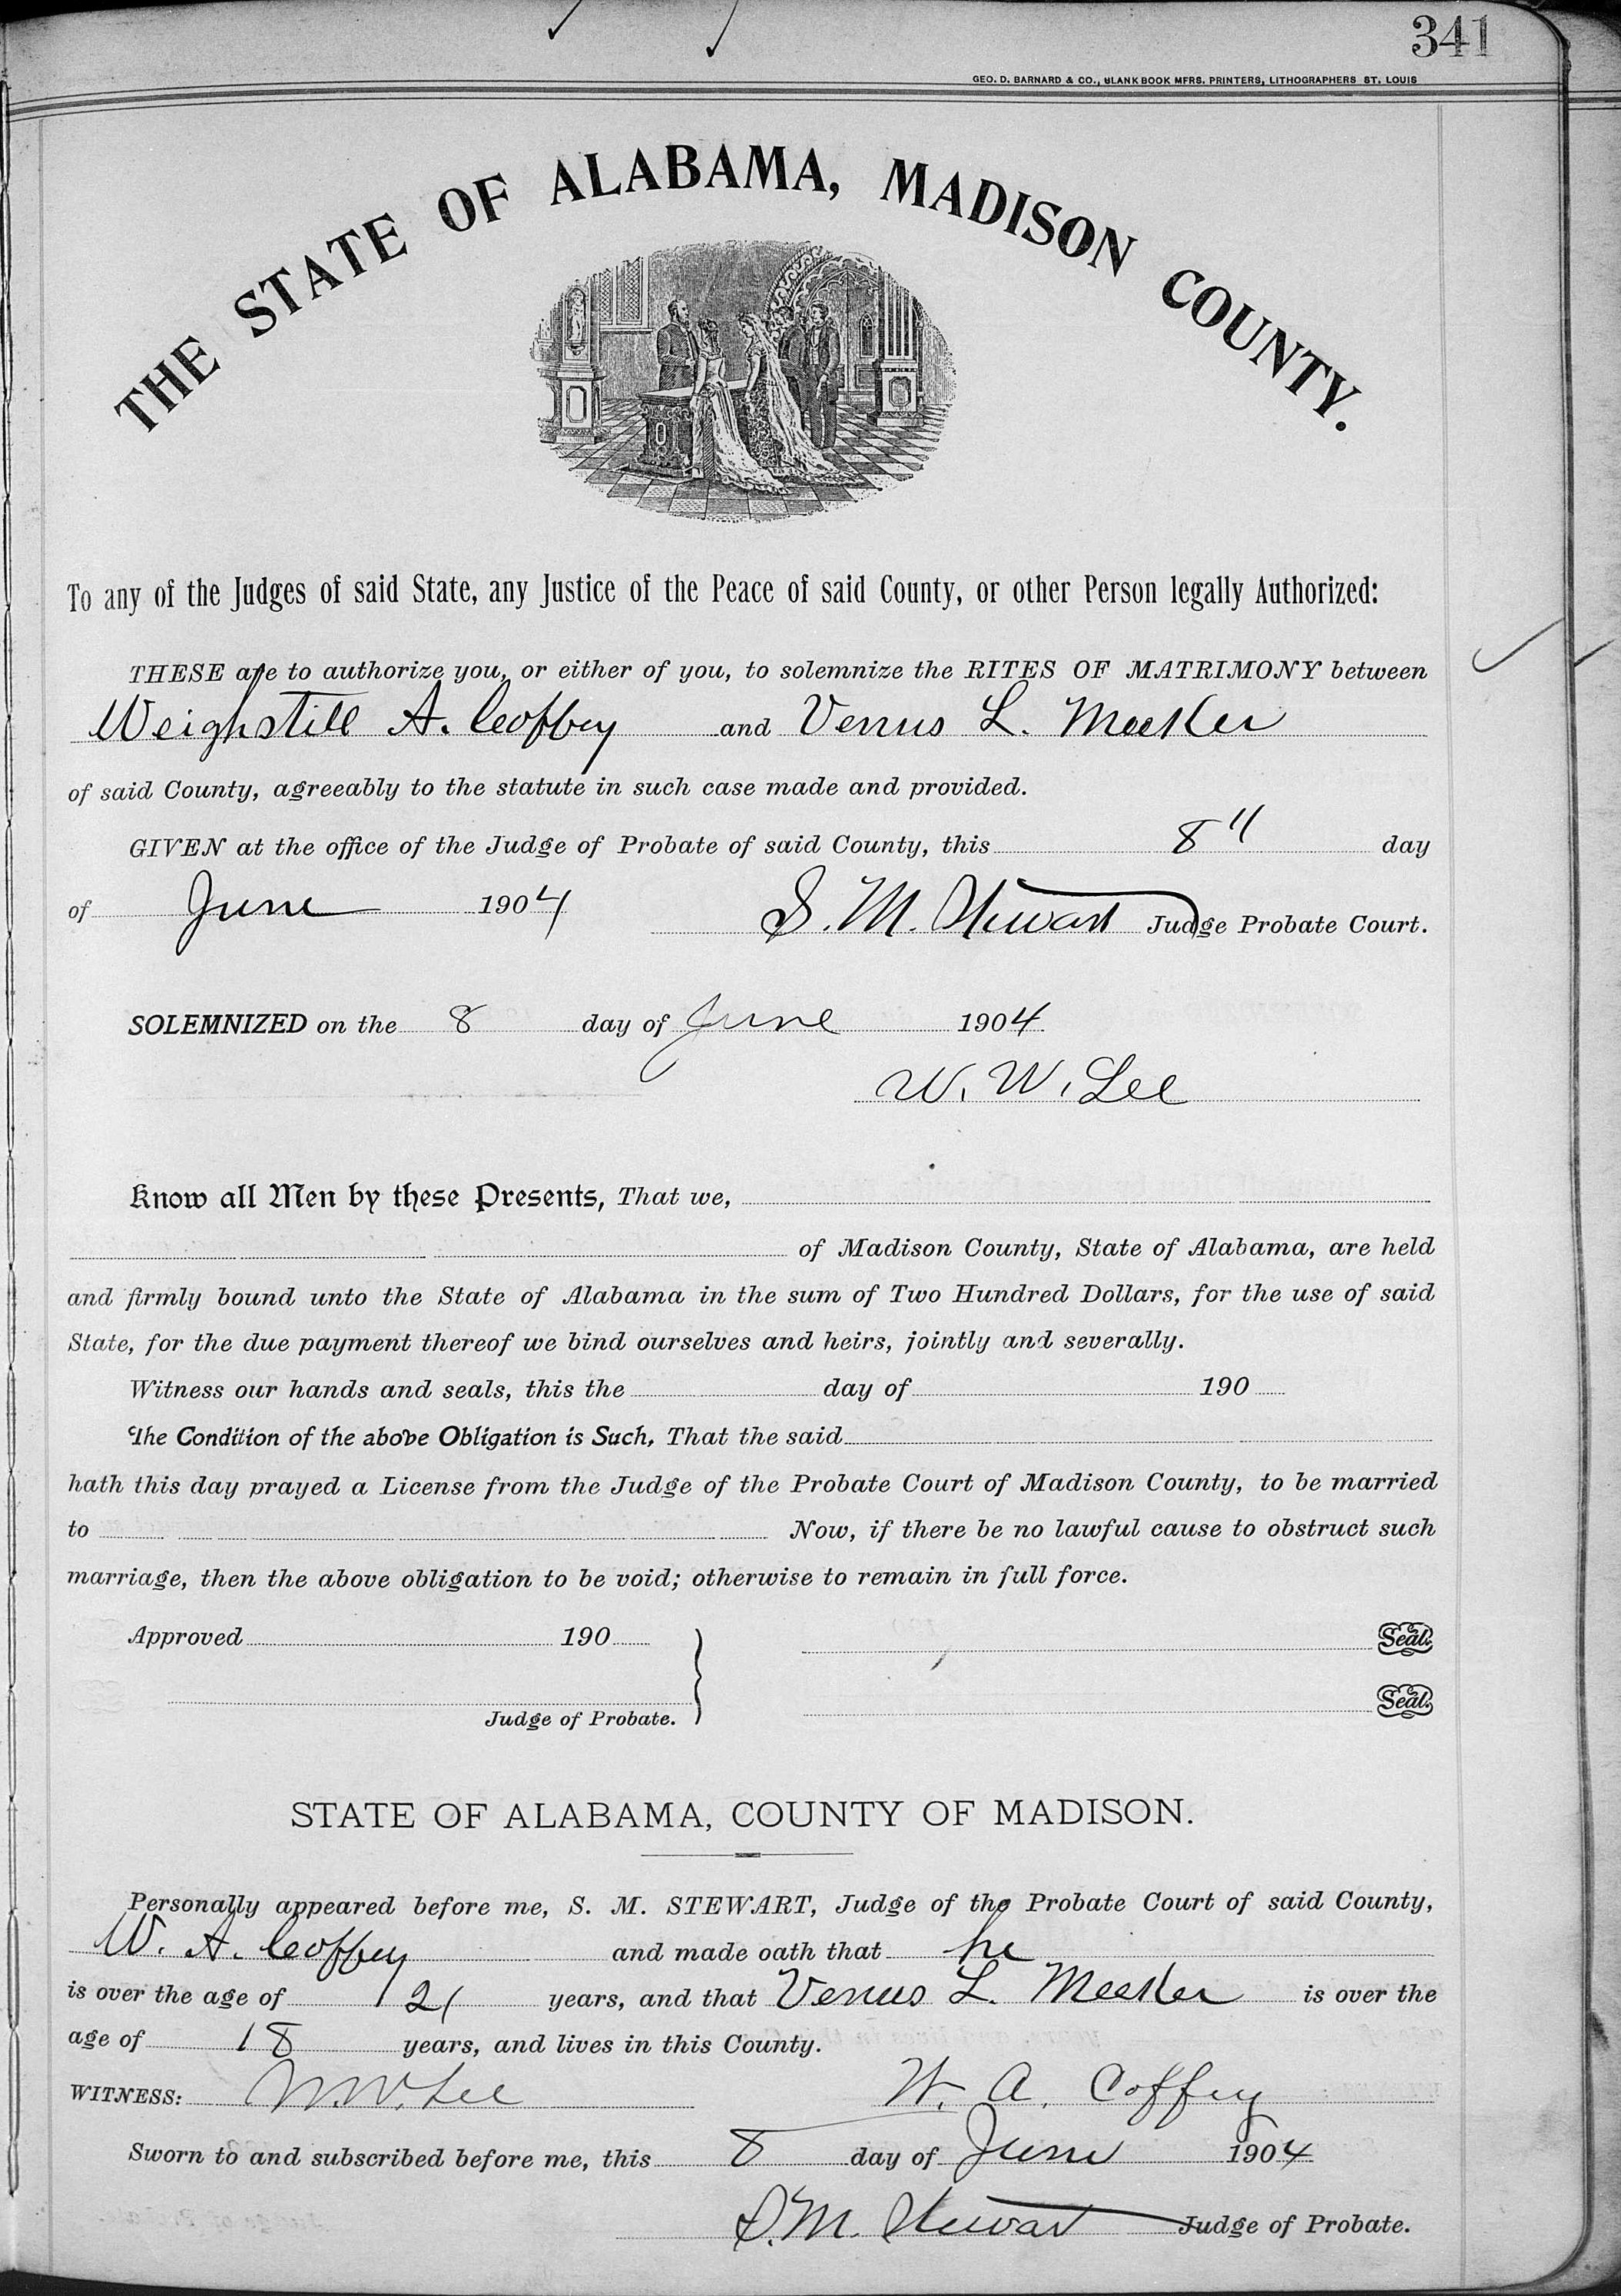 341
GEO. D. BARNARD & CO., BLANK BOOK MFRS. PRINTERS, LITHOGRAPHERS ST. LOUIS
THE STATE OF ALABAMA, MADISON COUNTY.
To any of the Judges of said State, any Justice of the Peace of said County, or other Person legally Authorized:
THESE are to authorize you, or either of you, to solemnize the RITES OF MATRIMONY between
Weighstill A. Coffey and Venus L. Meeker
of said County, agreeably to the statute in such case made and provided.
GIVEN at the office of the Judge of Probate of said County, this 8" day
of June 1904 S. M. Stewart Judge Probate Court.
SOLEMNIZED on the 8 day of June 1904
W. W. Lee
Know all Men by these Presents, That we,
of Madison County, State of Alabama, are held
and firmly bound unto the State of Alabama in the sum of Two Hundred Dollars, for the use of said
State, for the due payment thereof we bind ourselves and heirs, jointly and severally.
Witness our hands and seals, this the day of 190
The Condition of the above Obligation is Such, That the said
hath this day prayed a License from the Judge of the Probate Court of Madison County, to be married
to Now, if there be no lawful cause to obstruct such
marriage, then the above obligation to be void; otherwise to remain in full force.
Approved 190 Seal.
Seal.
Judge of Probate.
STATE OF ALABAMA, COUNTY OF MADISON.
Personally appeared before me, S. M. STEWART, Judge of the Probate Court of said County,
W. A. Coffey and made oath that he
is over the age of 21 years, and that Venus L. Meeker is over the
age of 18 years, and lives in this County.
WITNESS: W. W. Lee W. A. Coffey
Sworn to and subscribed before me, this 8 day of June 1904
S. M. Stewart Judge of Probate.